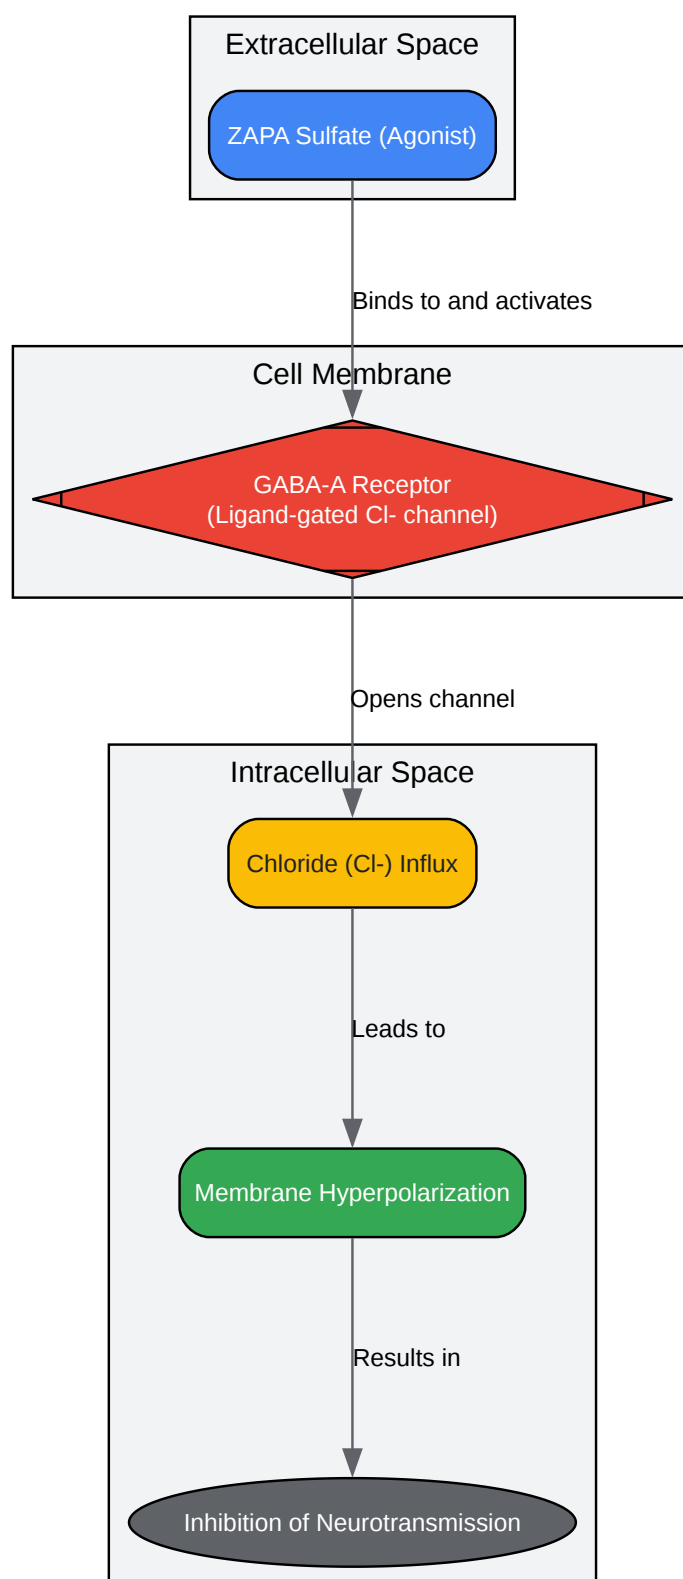 Extracellular Space
ZAPA Sulfate (Agonist)
Binds to and activates
Cell Membrane
GABA-A Receptor
(Ligand-gated Cl- channel)
Opens channel
Intracellular Space
Chloride (Cl-) Influx
Leads to
Membrane Hyperpolarization
Results in
Inhibition of Neurotransmission